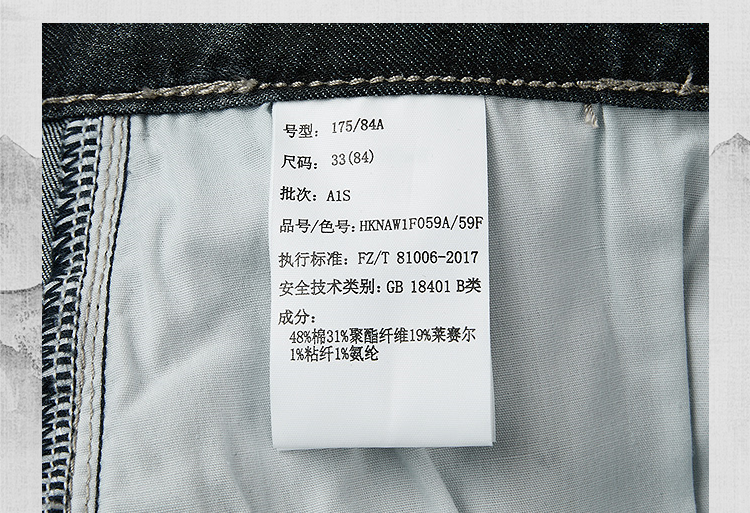 号型: 175/84A
尺码: 33(84)
批次: A1S
品号/色号: HKNAW1F059A/59F
执行标准: FZ/T 81006-2017
安全技术类别: GB 18401 B类
成分:
48%棉31%聚酯纤维19%莱赛尔
1%粘纤1%氨纶